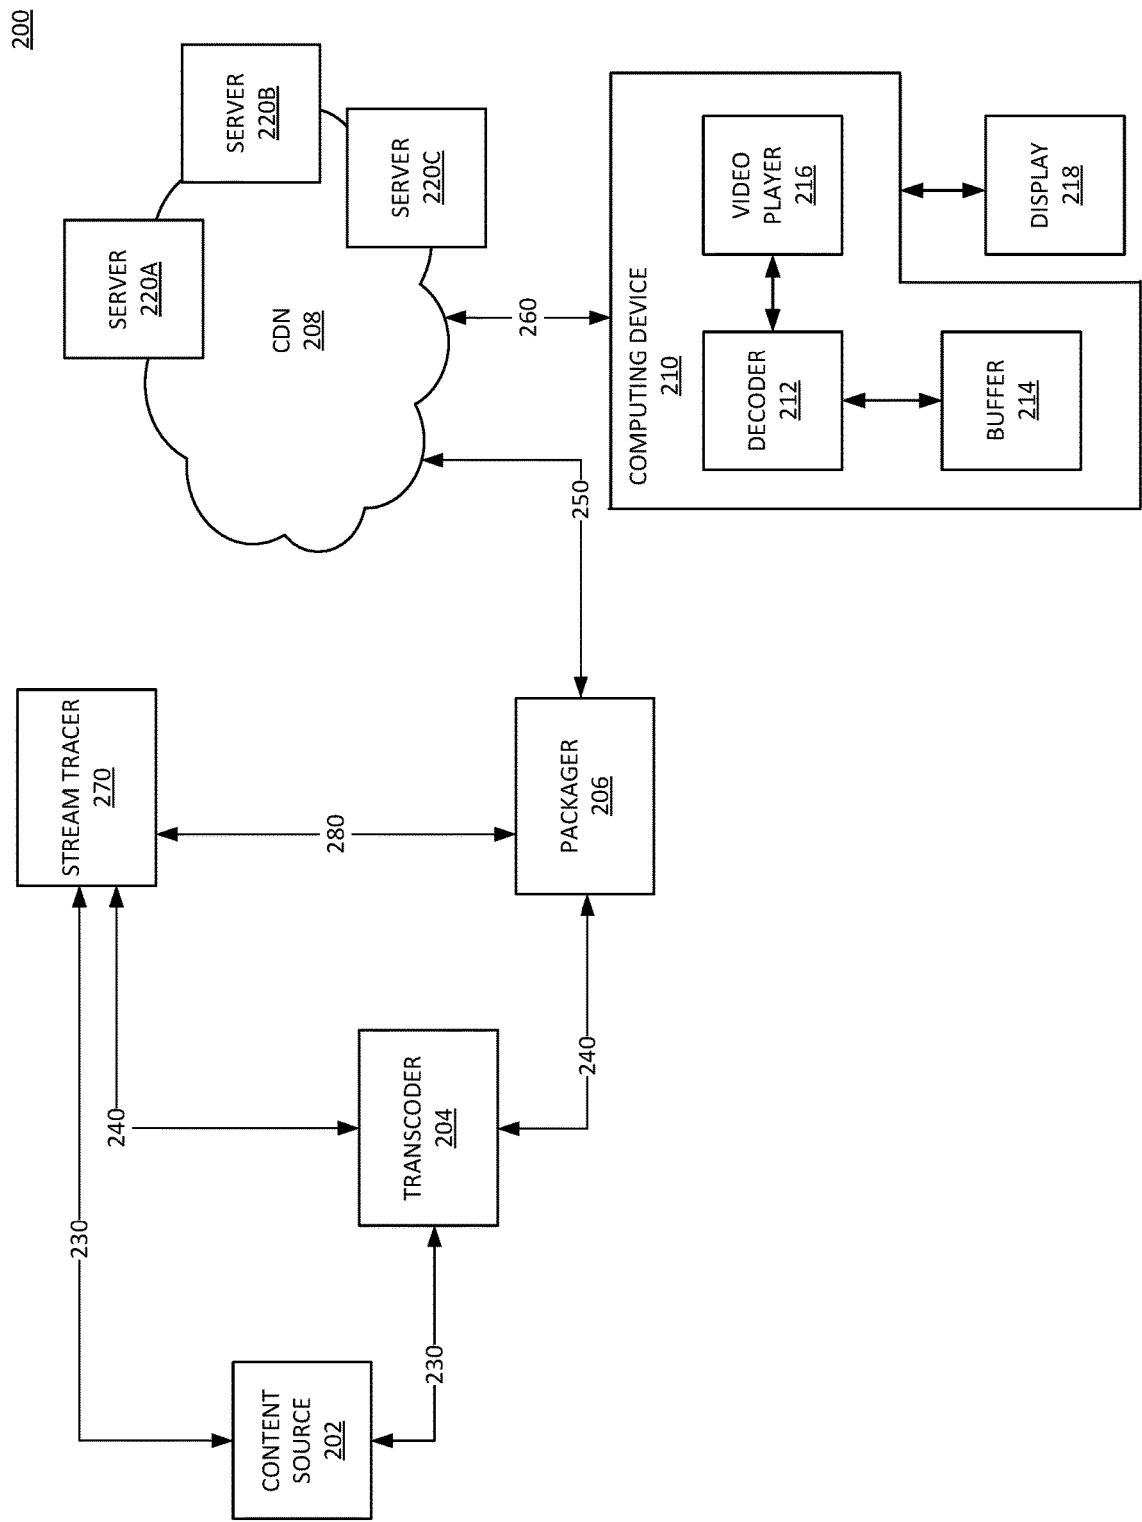 200
CONTENT
SOURCE
202
230
230
TRANSCODER
204
240
240
STREAM TRACER
270
280
PACKAGER
206
250
CDN
208
SERVER
220A
SERVER
220B
SERVER
220C
260
COMPUTING DEVICE
210
DECODER
212
VIDEO
PLAYER
216
BUFFER
214
DISPLAY
218